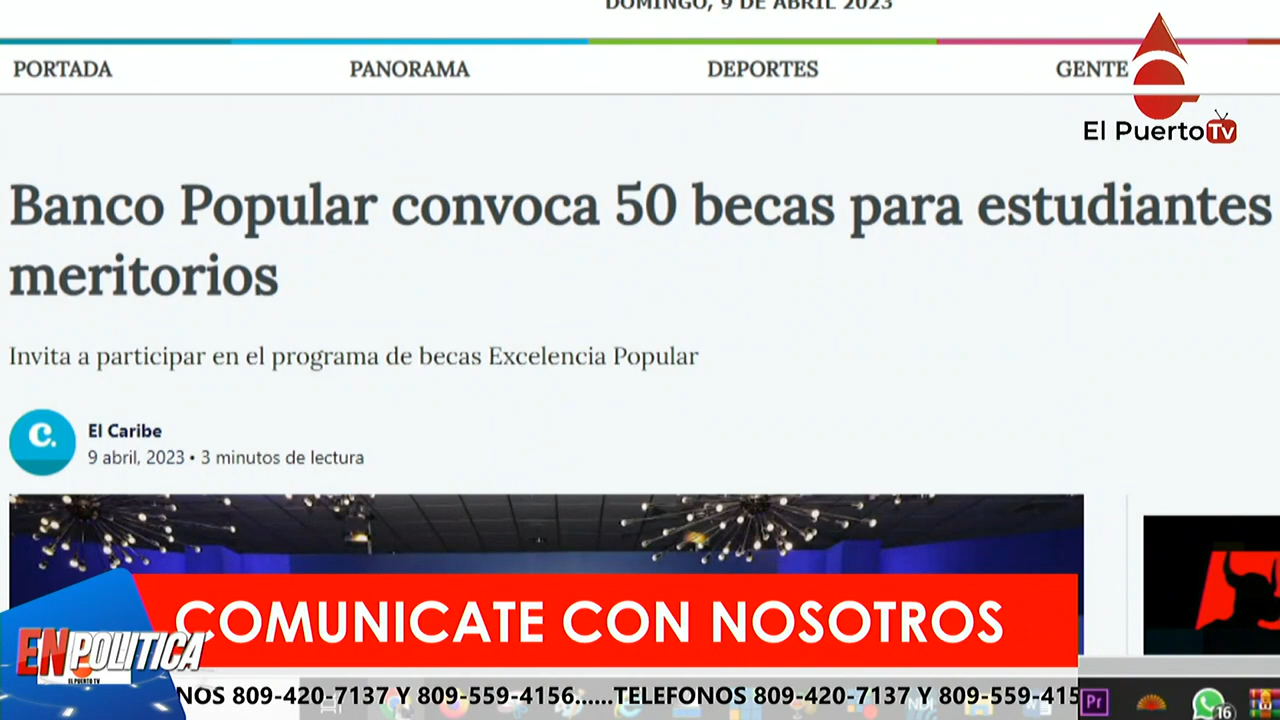 DOMINGO, 9 DE ABRIL 2023
PORTADA PANORAMA DEPORTES GENTE
El Puerto Tv
Banco Popular convoca 50 becas para estudiantes
meritorios
Invita a participar en el programa de becas Excelencia Popular
C.
El Caribe
9 abril, 2023 • 3 minutos de lectura
COMUNICATE CON NOSOTROS
EN POLITICA
EL PUERTO TV
NOS 809-420-7137 Y 809-559-4156......TELEFONOS 809-420-7137 Y 809-559-415
Pr
16